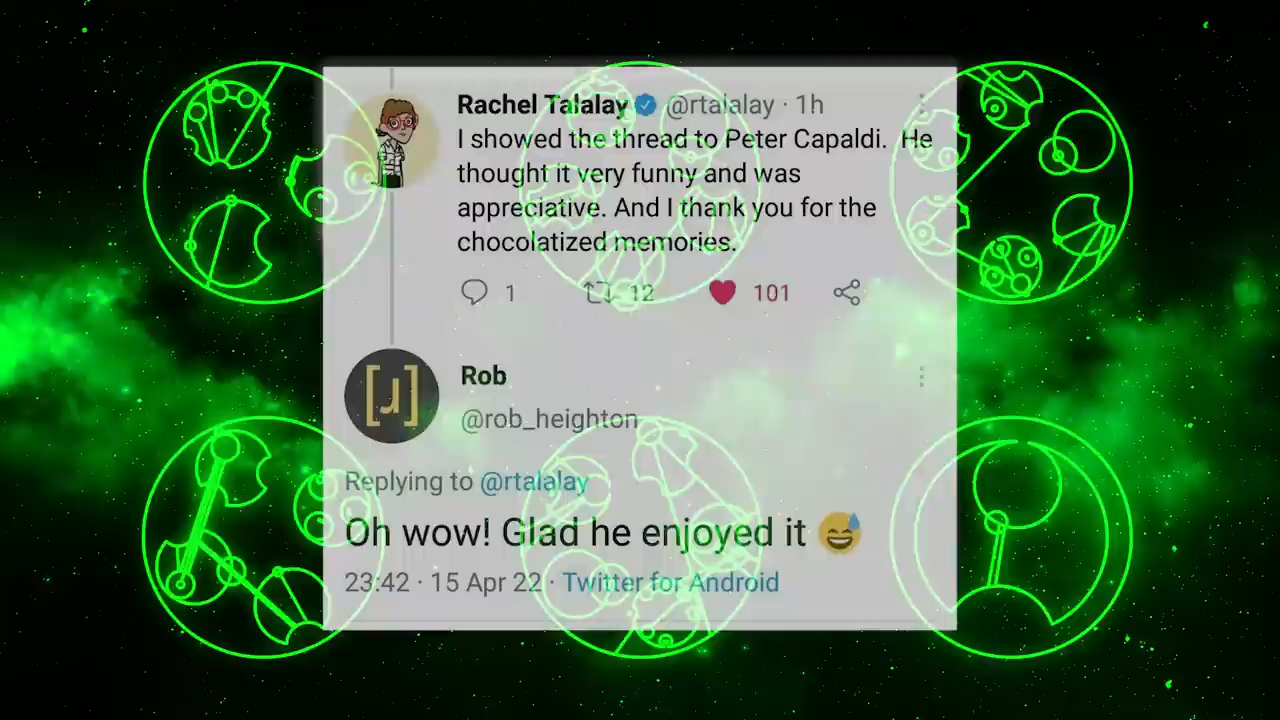 Rachel Talalay @rtalalay · 1h
I showed the thread to Peter Capaldi. He
thought it very funny and was
appreciative. And I thank you for the
chocolatized memories.
1 12 101
[J]
Rob
@rob_heighton
Replying to @rtalalay
Oh wow! Glad he enjoyed it 😅
23:42 · 15 Apr 22 · Twitter for Android